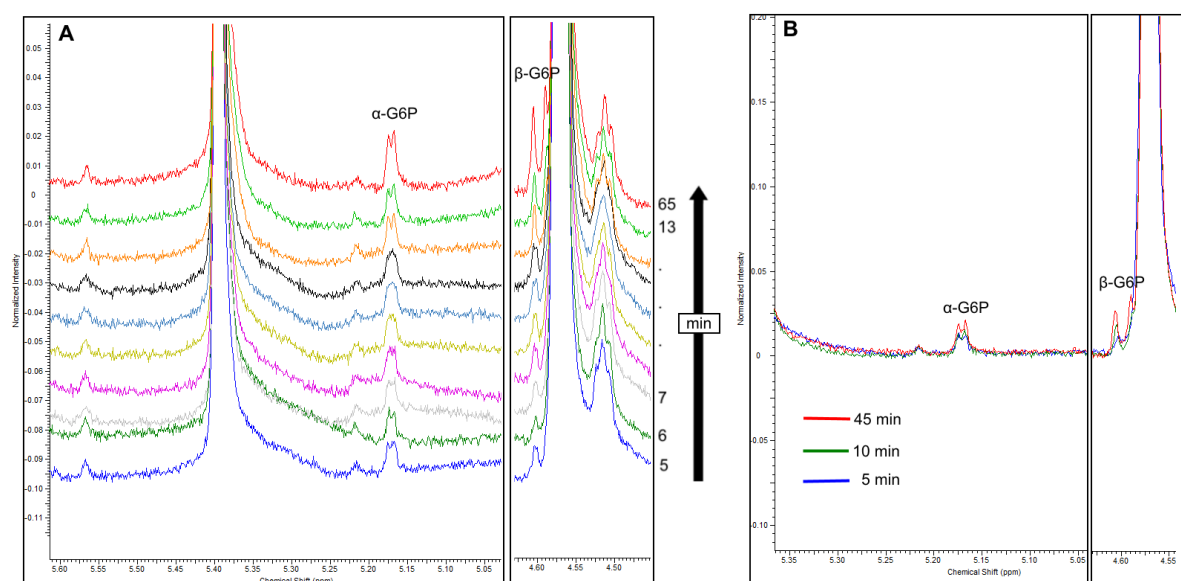 A
β-G6P
α-G6P
Normalized Intensity
0.05
0.04
0.03
0.02
0.01
0
-0.01
-0.02
-0.03
-0.04
-0.05
-0.06
-0.07
-0.08
-0.09
-0.10
-0.11
5.60 5.55 5.50 5.45 5.40 5.35 5.30 5.25 5.20 5.15 5.10 5.05
Chemical Shift (ppm)
4.60 4.55 4.50
65
13
.
.
.
7
6
5
min
B
0.20
0.15
0.10
0.05
0
-0.05
-0.10
Normalized Intensity
α-G6P
β-G6P
45 min
10 min
5 min
5.35 5.30 5.25 5.20 5.15 5.10 5.05
Chemical Shift (ppm)
4.60 4.55